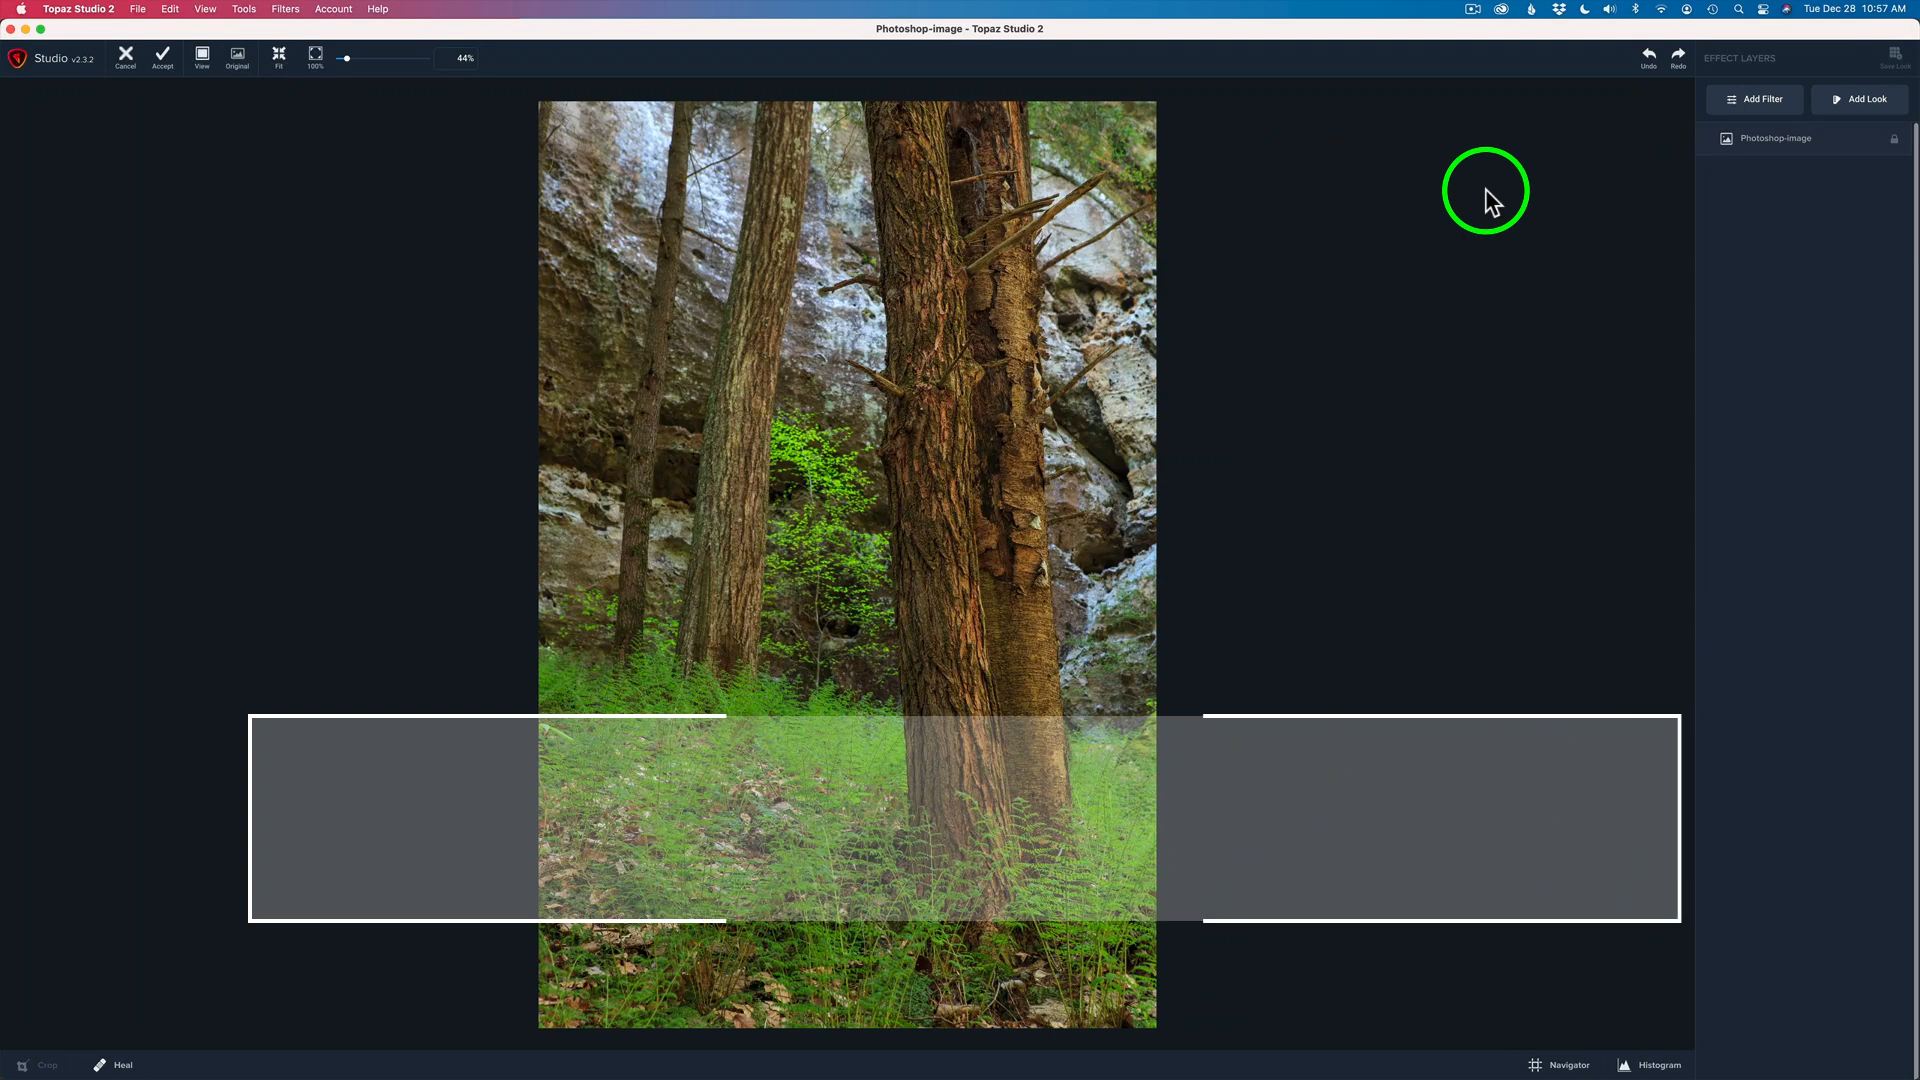 Topaz Studio 2 File Edit View Tools Filters Account Help Tue Dec 28 10:57 AM
Photoshop-image - Topaz Studio 2
Studio v2.3.2 Cancel Accept View Original Fit 100% 44% Undo Redo EFFECT LAYERS Save Look
Add Filter Add Look
Photoshop-image
Crop Heal Navigator Histogram